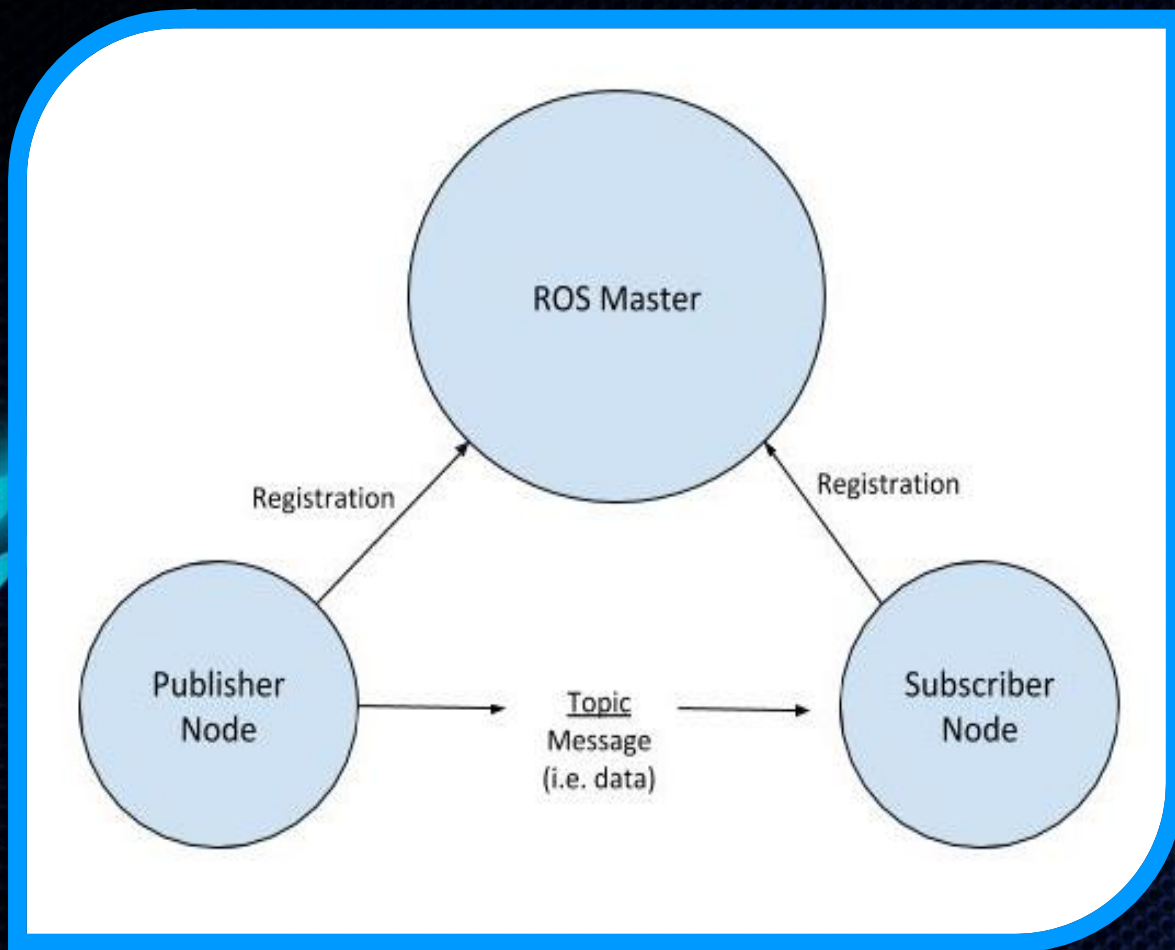 ROS Master
Registration
Registration
Publisher
Node
Topic
Message
(i.e. data)
Subscriber
Node